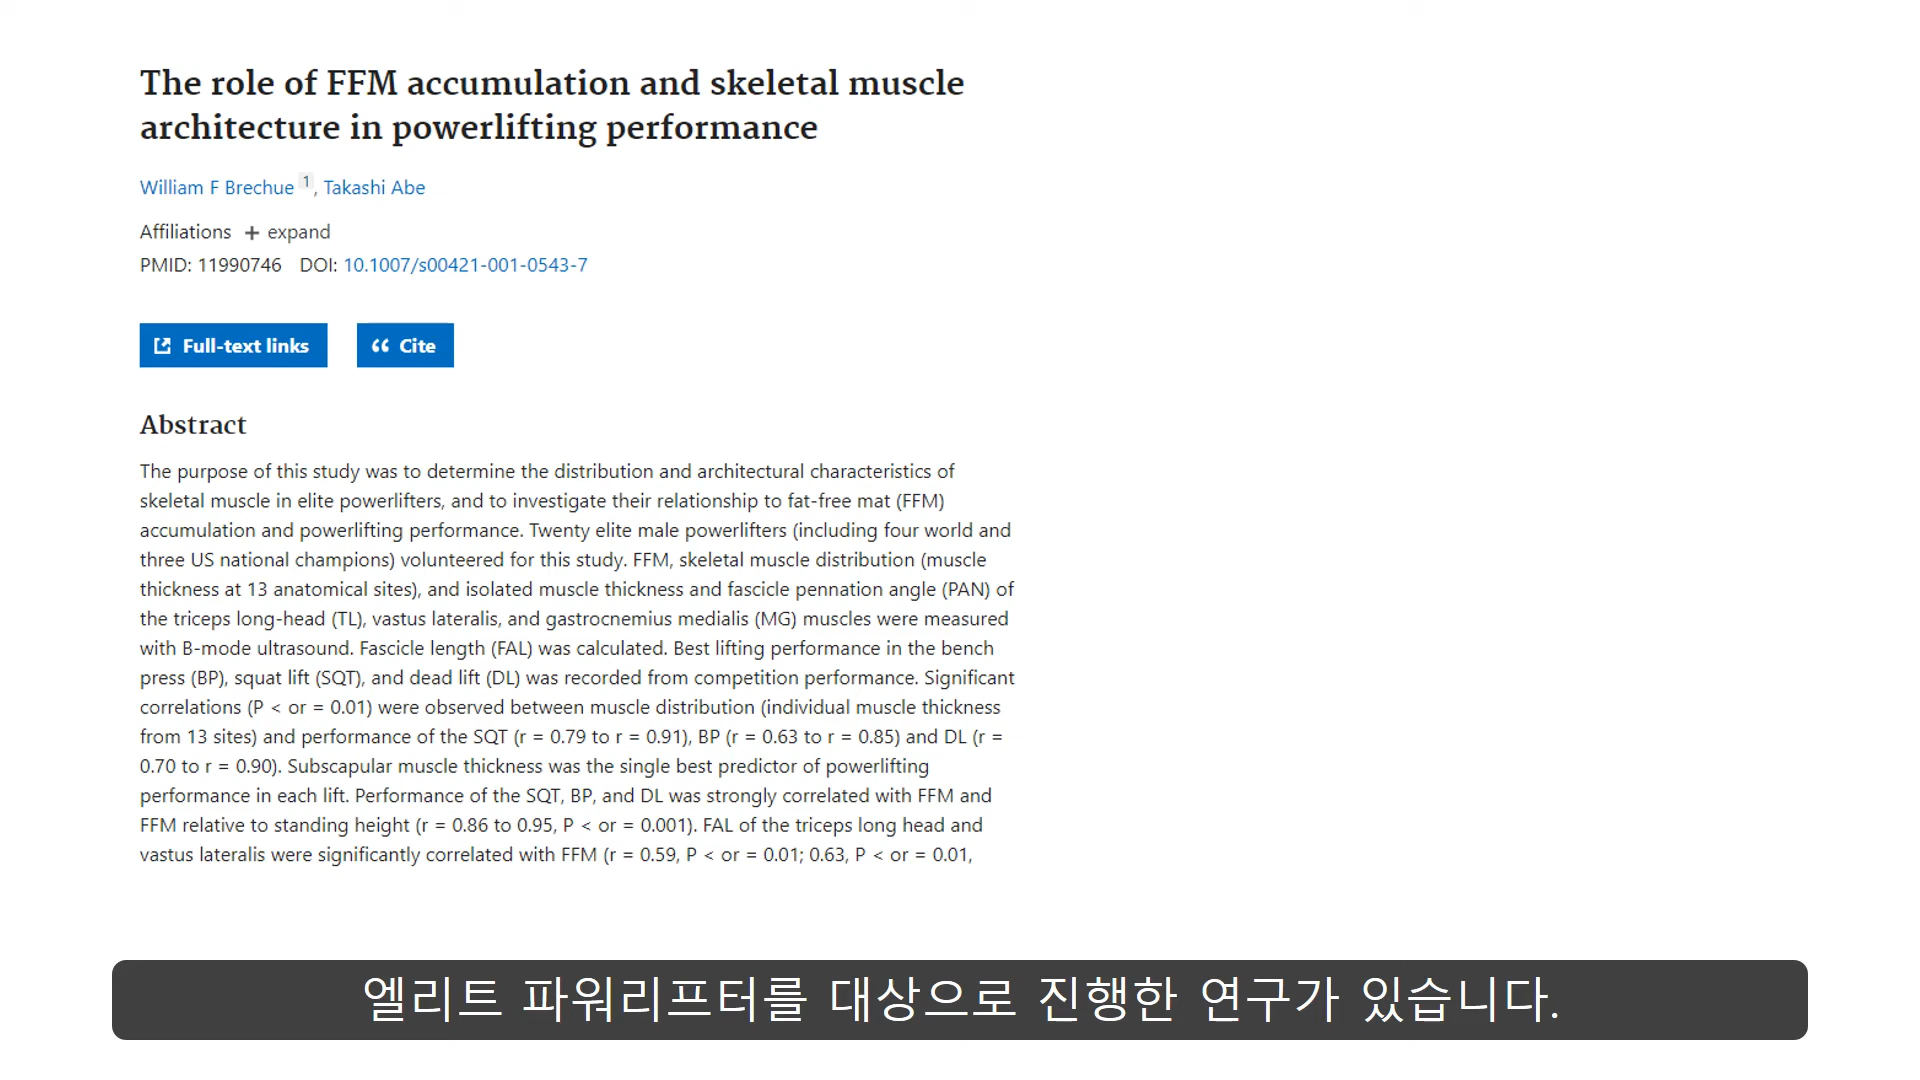 The role of FFM accumulation and skeletal muscle
architecture in powerlifting performance
William F Brechue 1, Takashi Abe
Affiliations + expand
PMID: 11990746 DOI: 10.1007/s00421-001-0543-7
Full-text links Cite
Abstract
The purpose of this study was to determine the distribution and architectural characteristics of
skeletal muscle in elite powerlifters, and to investigate their relationship to fat-free mat (FFM)
accumulation and powerlifting performance. Twenty elite male powerlifters (including four world and
three US national champions) volunteered for this study. FFM, skeletal muscle distribution (muscle
thickness at 13 anatomical sites), and isolated muscle thickness and fascicle pennation angle (PAN) of
the triceps long-head (TL), vastus lateralis, and gastrocnemius medialis (MG) muscles were measured
with B-mode ultrasound. Fascicle length (FAL) was calculated. Best lifting performance in the bench
press (BP), squat lift (SQT), and dead lift (DL) was recorded from competition performance. Significant
correlations (P < or = 0.01) were observed between muscle distribution (individual muscle thickness
from 13 sites) and performance of the SQT (r = 0.79 to r = 0.91), BP (r = 0.63 to r = 0.85) and DL (r =
0.70 to r = 0.90). Subscapular muscle thickness was the single best predictor of powerlifting
performance in each lift. Performance of the SQT, BP, and DL was strongly correlated with FFM and
FFM relative to standing height (r = 0.86 to 0.95, P < or = 0.001). FAL of the triceps long head and
vastus lateralis were significantly correlated with FFM (r = 0.59, P < or = 0.01; 0.63, P < or = 0.01,
엘리트 파워리프터를 대상으로 진행한 연구가 있습니다.